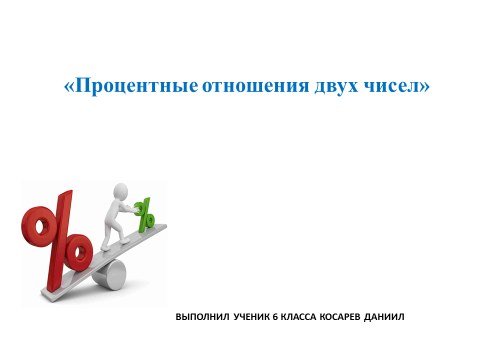 «Процентные отношения двух чисел»
%
%
ВЫПОЛНИЛ УЧЕНИК 6 КЛАССА КОСАРЕВ ДАНИИЛ